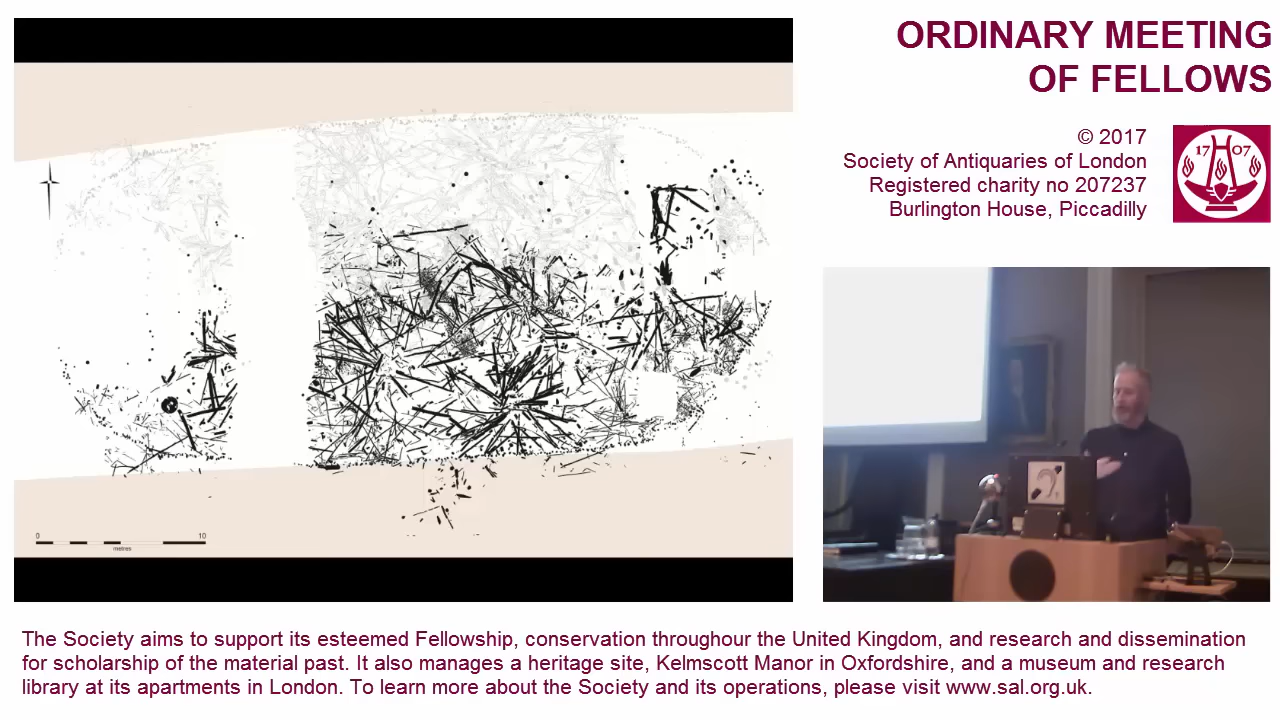 ORDINARY MEETING
OF FELLOWS
© 2017
Society of Antiquaries of London
Registered charity no 207237
Burlington House, Piccadilly
17 07
0 10
metres
The Society aims to support its esteemed Fellowship, conservation throughour the United Kingdom, and research and dissemination
for scholarship of the material past. It also manages a heritage site, Kelmscott Manor in Oxfordshire, and a museum and research
library at its apartments in London. To learn more about the Society and its operations, please visit www.sal.org.uk.